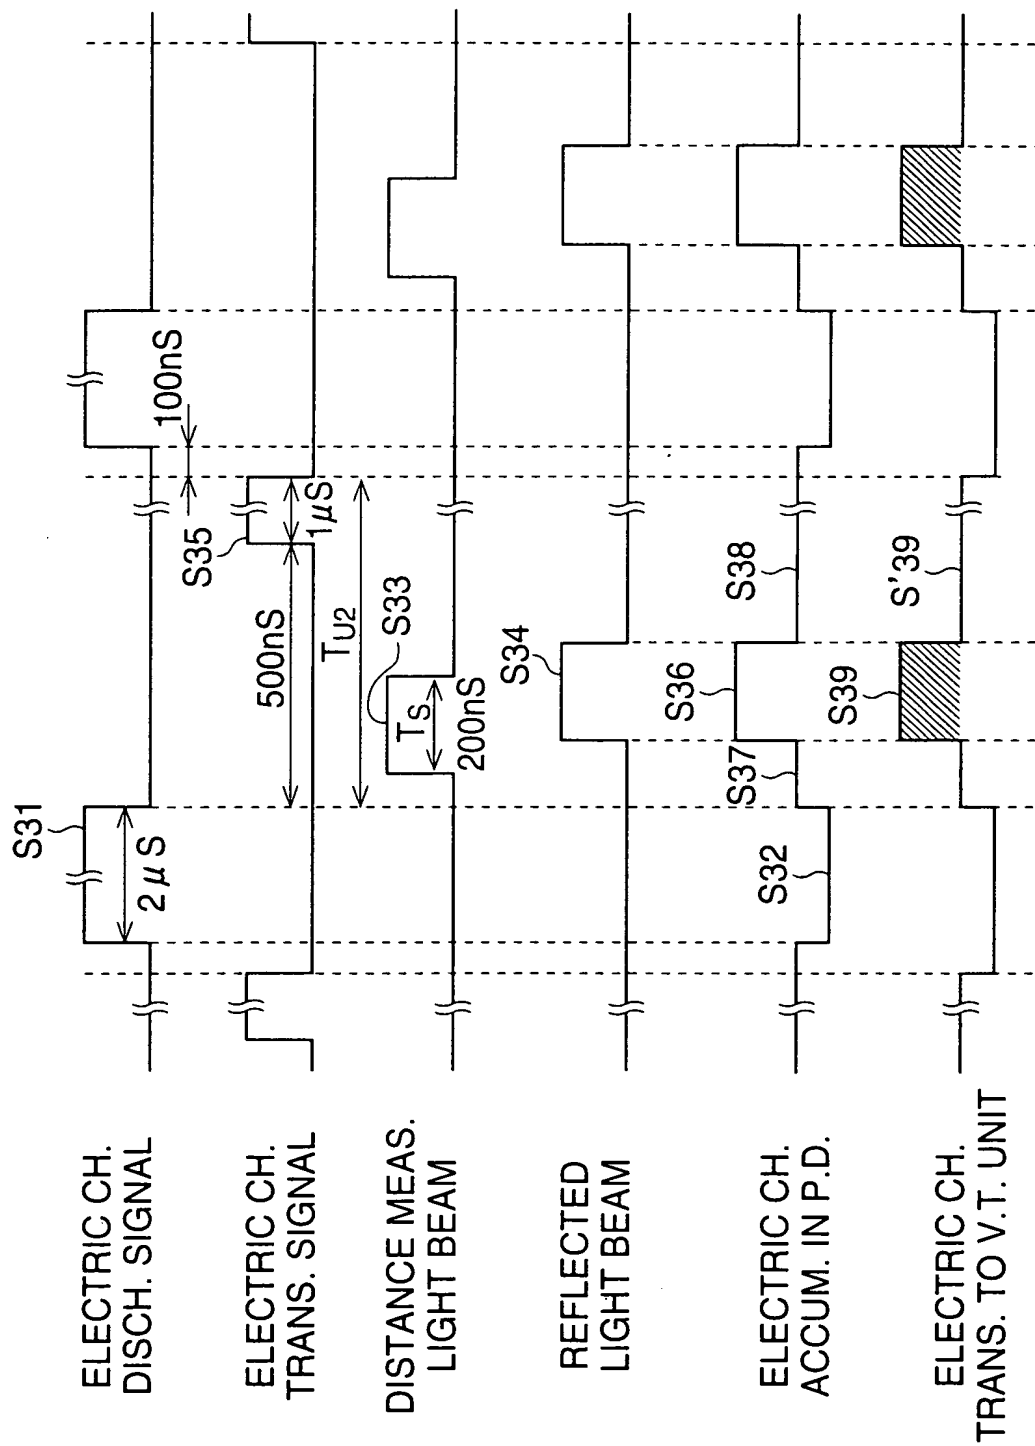 ELECTRIC CH.
DISCH. SIGNAL
S31
2μS
100nS
ELECTRIC CH.
TRANS. SIGNAL
S35
500nS
1μS
TU2
DISTANCE MEAS.
LIGHT BEAM
S33
TS
200nS
REFLECTED
LIGHT BEAM
S34
ELECTRIC CH.
ACCUM. IN P.D.
S32
S37
S36
S38
ELECTRIC CH.
TRANS. TO V.T. UNIT
S39
S'39